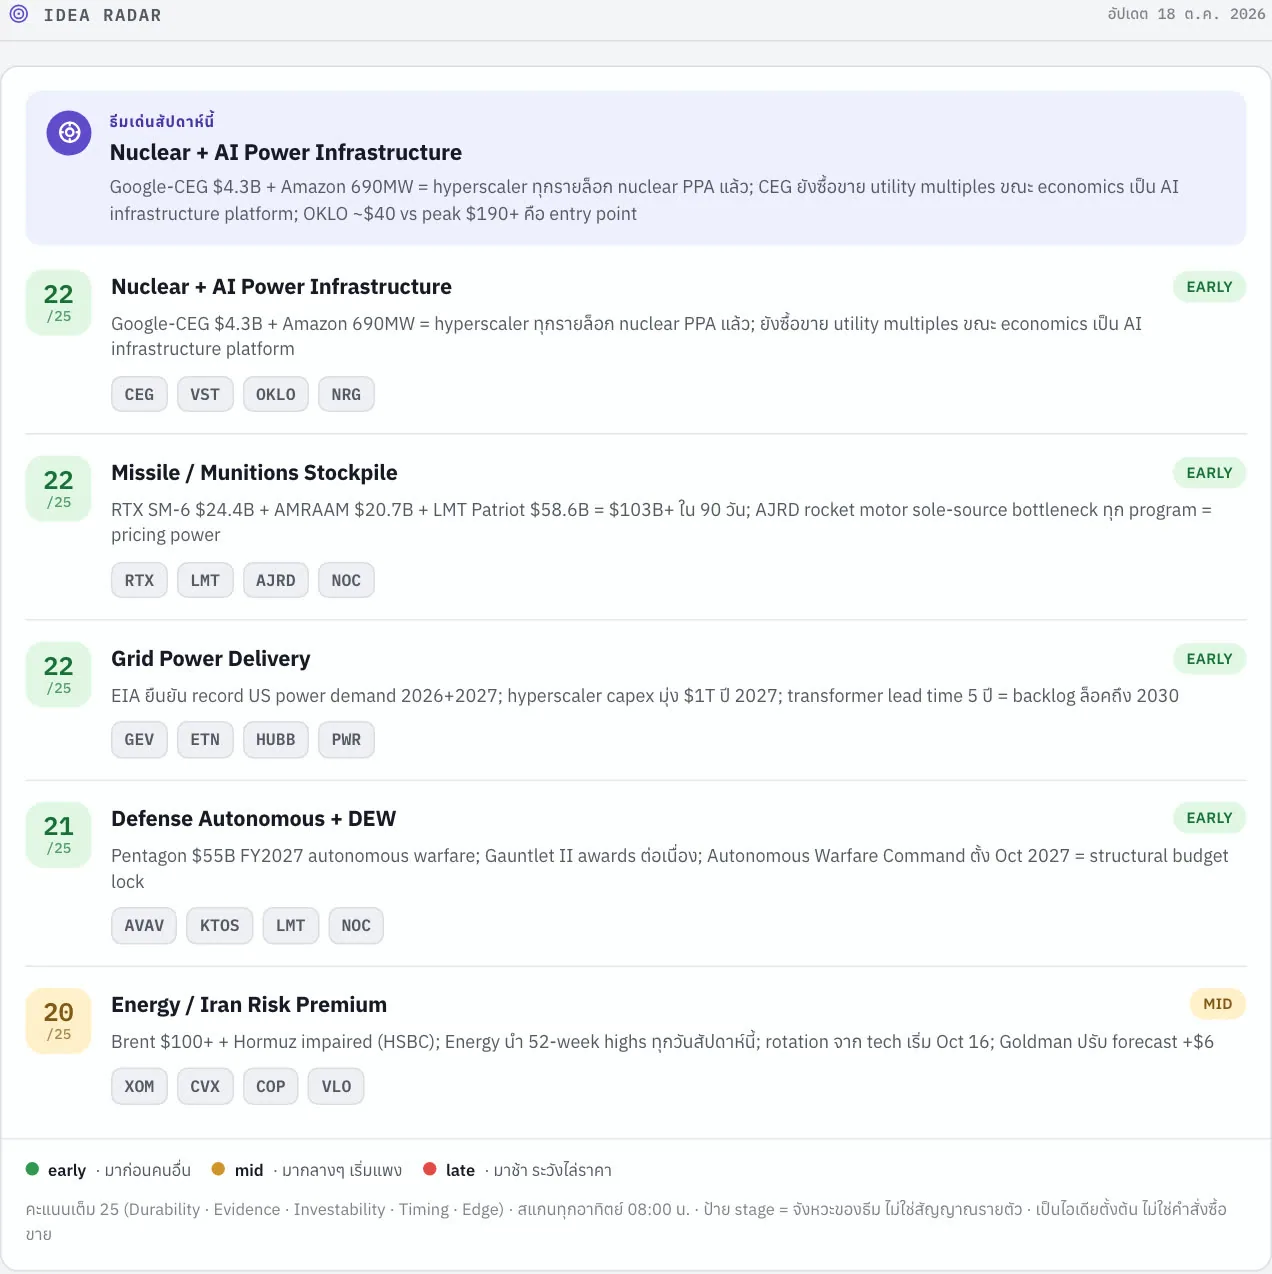 IDEA RADAR
อัปเดต 18 ต.ค. 2026
ธีมเด่นสัปดาห์นี้
Nuclear + AI Power Infrastructure
Google-CEG $4.3B + Amazon 690MW = hyperscaler ทุกรายล็อก nuclear PPA แล้ว; CEG ยังซื้อขาย utility multiples ขณะ economics เป็น AI
infrastructure platform; OKLO ~$40 vs peak $190+ คือ entry point
22
/25
Nuclear + AI Power Infrastructure
EARLY
Google-CEG $4.3B + Amazon 690MW = hyperscaler ทุกรายล็อก nuclear PPA แล้ว; ยังซื้อขาย utility multiples ขณะ economics เป็น AI
infrastructure platform
CEG VST OKLO NRG
22
/25
Missile / Munitions Stockpile
EARLY
RTX SM-6 $24.4B + AMRAAM $20.7B + LMT Patriot $58.6B = $103B+ ใน 90 วัน; AJRD rocket motor sole-source bottleneck ทุก program =
pricing power
RTX LMT AJRD NOC
22
/25
Grid Power Delivery
EARLY
EIA ยืนยัน record US power demand 2026+2027; hyperscaler capex มุ่ง $1T ปี 2027; transformer lead time 5 ปี = backlog ล็อคถึง 2030
GEV ETN HUBB PWR
21
/25
Defense Autonomous + DEW
EARLY
Pentagon $55B FY2027 autonomous warfare; Gauntlet II awards ต่อเนื่อง; Autonomous Warfare Command ตั้ง Oct 2027 = structural budget
lock
AVAV KTOS LMT NOC
20
/25
Energy / Iran Risk Premium
MID
Brent $100+ + Hormuz impaired (HSBC); Energy นำ 52-week highs ทุกวันสัปดาห์นี้; rotation จาก tech เริ่ม Oct 16; Goldman ปรับ forecast +$6
XOM CVX COP VLO
early · มาก่อนคนอื่น mid · มากลางๆ เริ่มแพง late · มาช้า ระวังไล่ราคา
คะแนนเต็ม 25 (Durability · Evidence · Investability · Timing · Edge) · สแกนทุกอาทิตย์ 08:00 น. · ป้าย stage = จังหวะของธีม ไม่ใช่สัญญาณรายตัว · เป็นไอเดียตั้งต้น ไม่ใช่คำสั่งซื้อ
ขาย